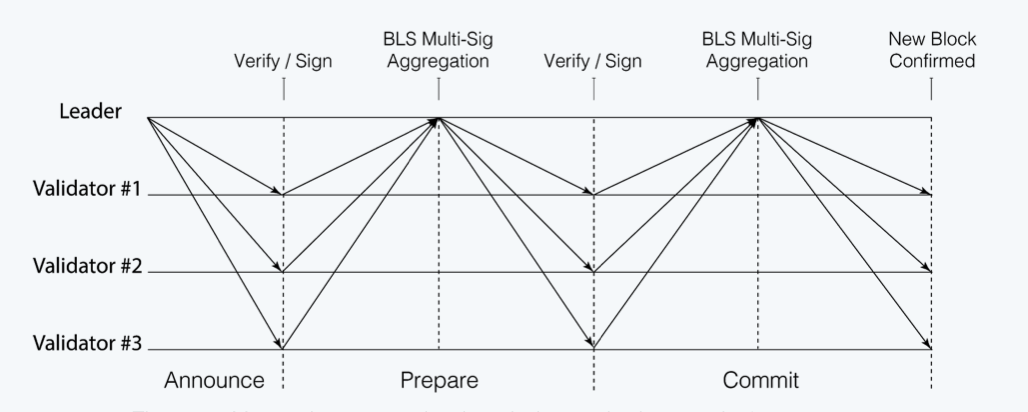 Verify / Sign
BLS Multi-Sig
Aggregation
Verify / Sign
BLS Multi-Sig
Aggregation
New Block
Confirmed
Leader
Validator #1
Validator #2
Validator #3
Announce
Prepare
Commit